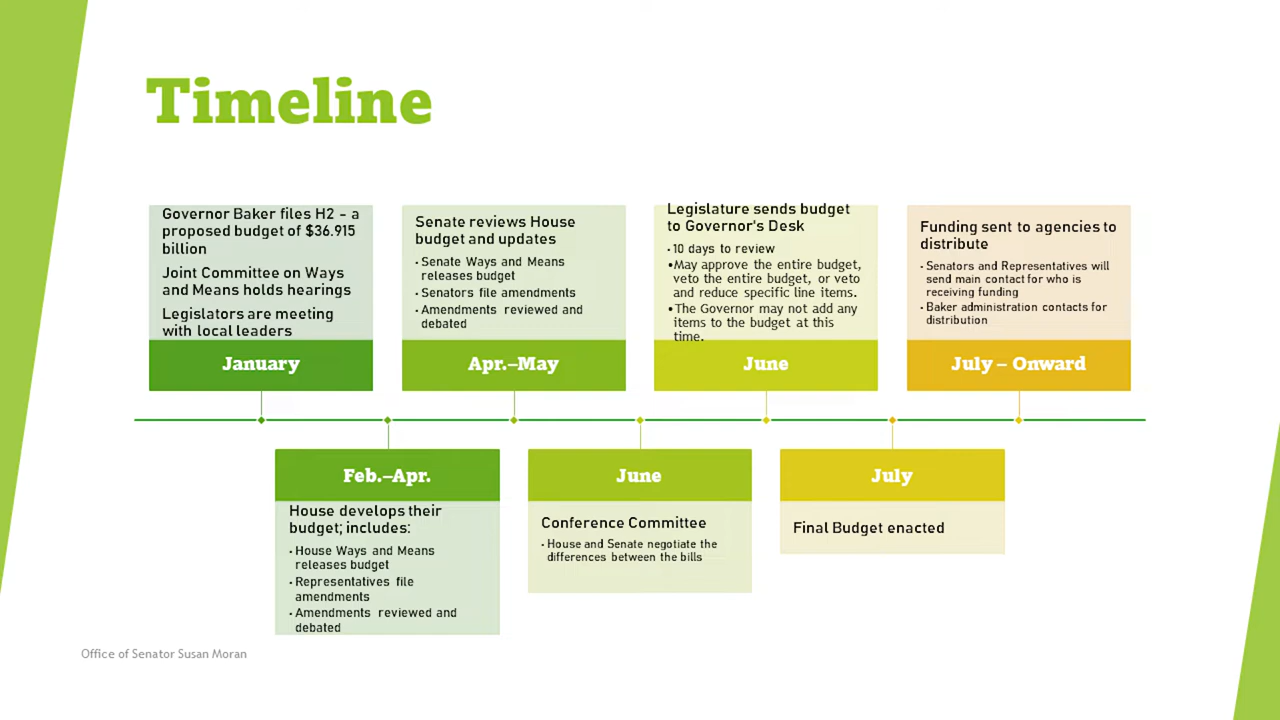 Timeline
Governor Baker files H2 – a
proposed budget of $36.915
billion
Joint Committee on Ways
and Means holds hearings
Legislators are meeting
with local leaders
January
Feb.–Apr.
House develops their
budget; includes:
· House Ways and Means
releases budget
· Representatives file
amendments
· Amendments reviewed and
debated
Senate reviews House
budget and updates
· Senate Ways and Means
releases budget
· Senators file amendments
· Amendments reviewed and
debated
Apr.–May
June
Conference Committee
· House and Senate negotiate the
differences between the bills
Legislature sends budget
to Governor's Desk
· 10 days to review
•May approve the entire budget,
veto the entire budget, or veto
and reduce specific line items.
•The Governor may not add any
items to the budget at this
time.
June
July
Final Budget enacted
Funding sent to agencies to
distribute
· Senators and Representatives will
send main contact for who is
receiving funding
· Baker administration contacts for
distribution
July – Onward
Office of Senator Susan Moran